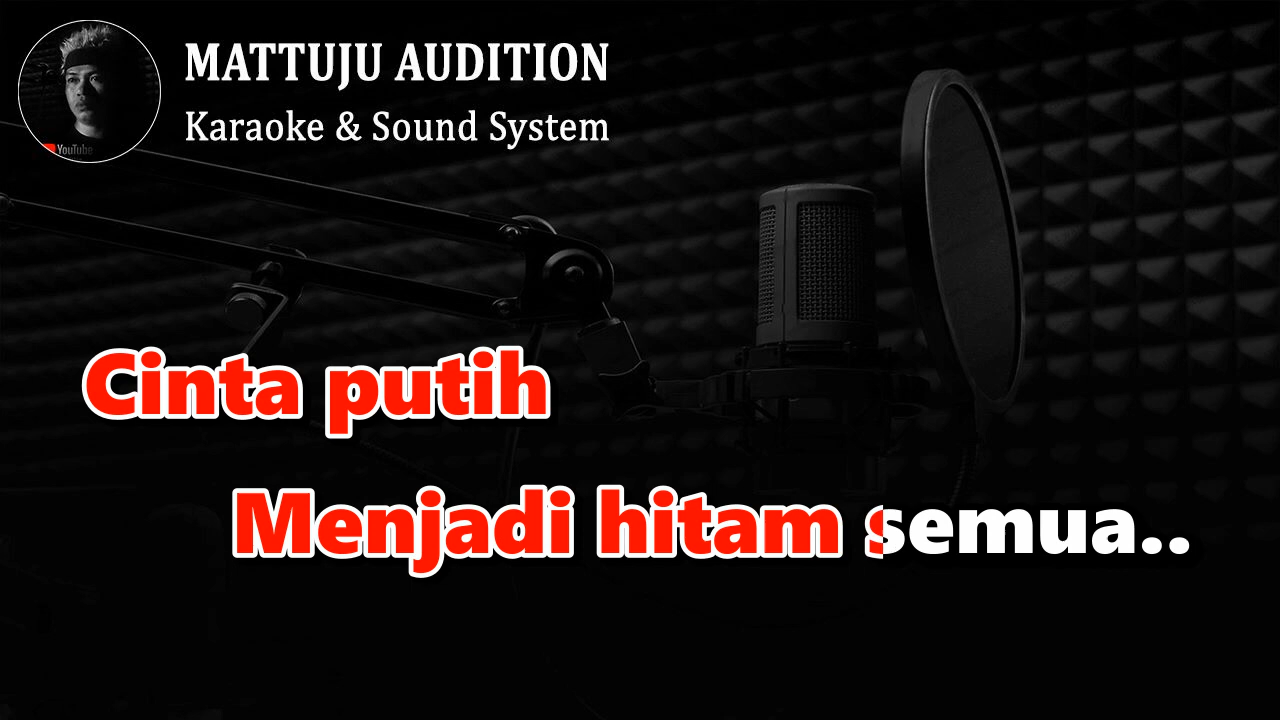 MATTUJU AUDITION
Karaoke & Sound System
YouTube
Cinta putih
Menjadi hitam semua..